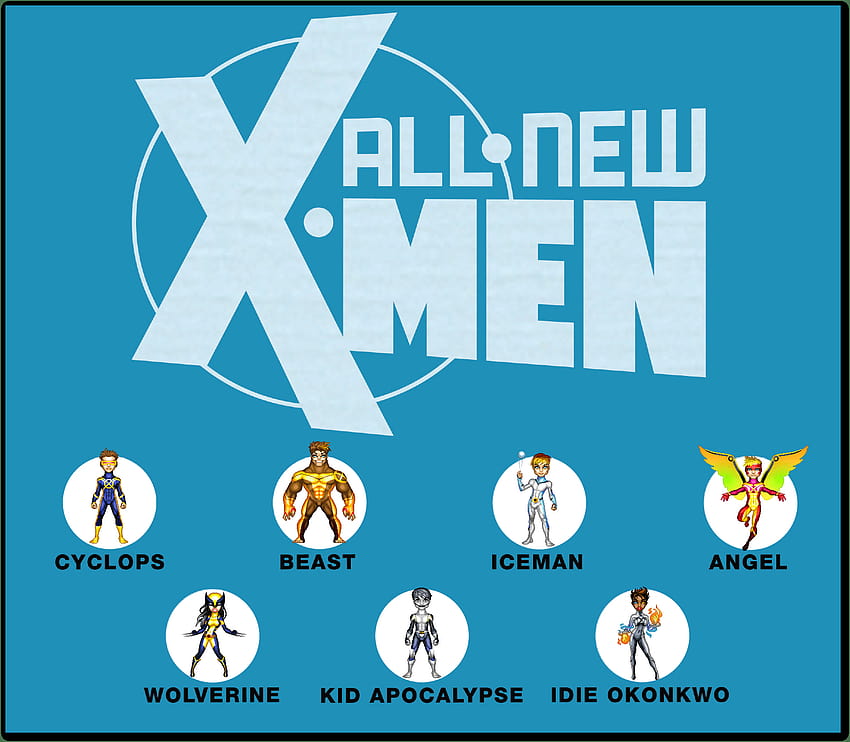 ALL·NEW
X·MEN
CYCLOPS BEAST ICEMAN ANGEL
WOLVERINE KID APOCALYPSE IDIE OKONKWO